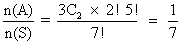 n(A)/n(S) = 3C₂ × 2! 5!/7! = 1/7